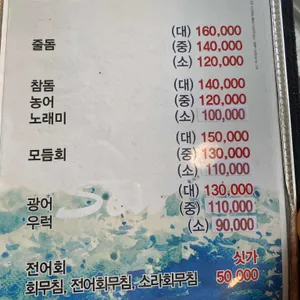 줄돔
(대) 160,000
(중) 140,000
(소) 120,000
참돔 (대) 140,000
농어 (중) 120,000
노래미 (소) 100,000
모듬회
(대) 150,000
(중) 130,000
(소) 110,000
(대) 130,000
광어 (중) 110,000
우럭 (소) 90,000
전어회 싯가
회무침, 전어회무침, 소라회무침 50,000